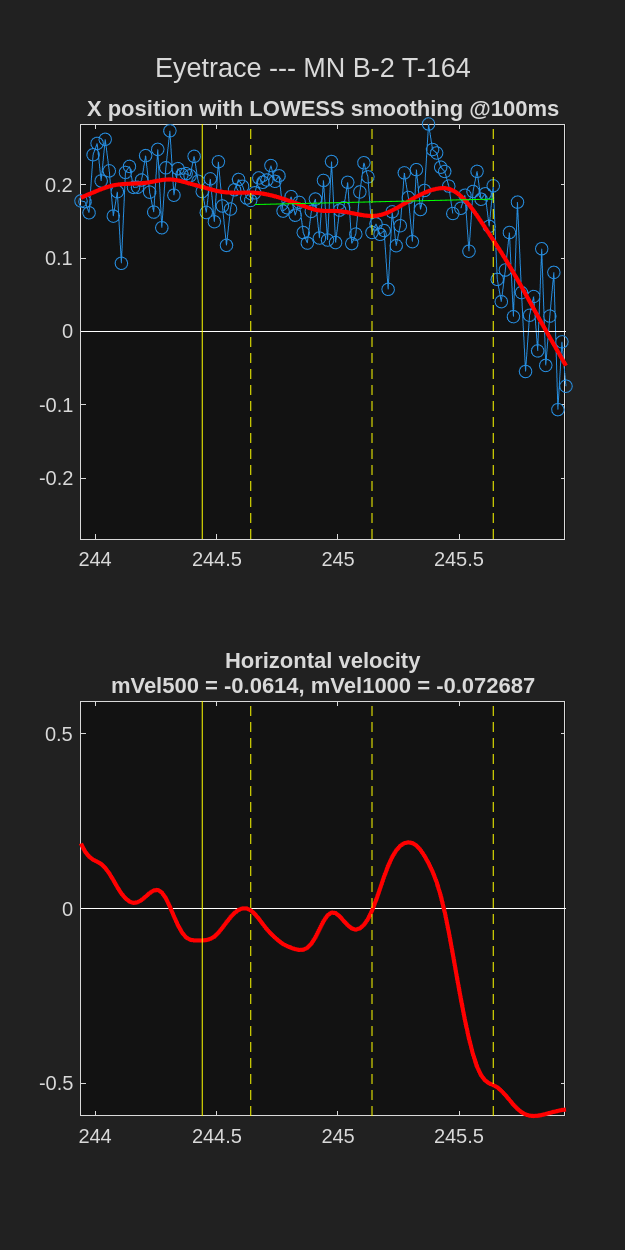 Eyetrace --- MN B-2 T-164
X position with LOWESS smoothing @100ms
0.2
0.1
0
-0.1
-0.2
244 244.5 245 245.5
Horizontal velocity
mVel500 = -0.0614, mVel1000 = -0.072687
0.5
0
-0.5
244 244.5 245 245.5